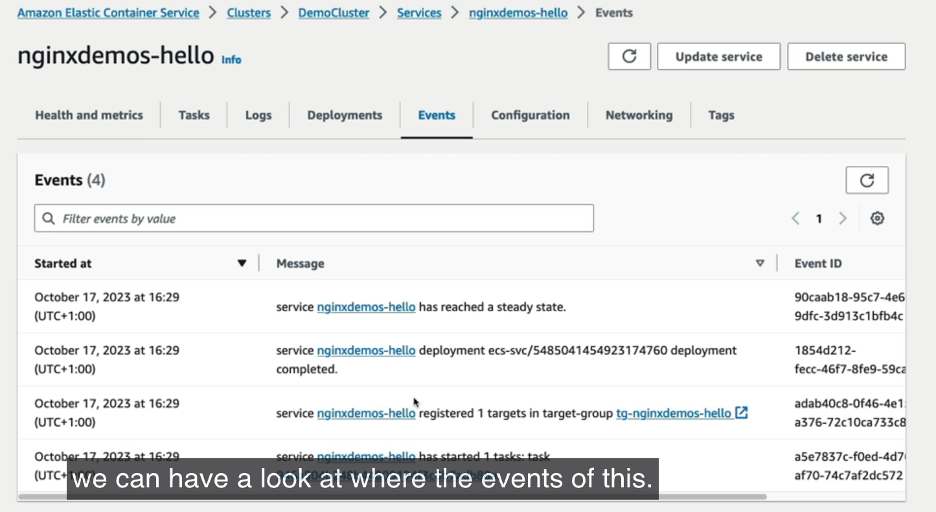 Amazon Elastic Container Service > Clusters > DemoCluster > Services > nginxdemos-hello > Events
nginxdemos-hello Info
Update service
Delete service
Health and metrics
Tasks
Logs
Deployments
Events
Configuration
Networking
Tags
Events (4)
Filter events by value
1
Started at
Message
Event ID
October 17, 2023 at 16:29
(UTC+1:00)
service nginxdemos-hello has reached a steady state.
90caab18-95c7-4e6
9dfc-3d913c1bfb4c
October 17, 2023 at 16:29
(UTC+1:00)
service nginxdemos-hello deployment ecs-svc/5485041454923174760 deployment
completed.
1854d212-
fecc-46f7-8fe9-59ca
October 17, 2023 at 16:29
(UTC+1:00)
service nginxdemos-hello registered 1 targets in target-group tg-nginxdemos-hello
adab40c8-0f46-4e1
a376-72c10ca733c8
October 17, 2023 at 16:29
(UTC+1:00)
service nginxdemos-hello has started 1 tasks: task
a5e7837c-f0ed-4d7
af70-74c7af2dc572
we can have a look at where the events of this.